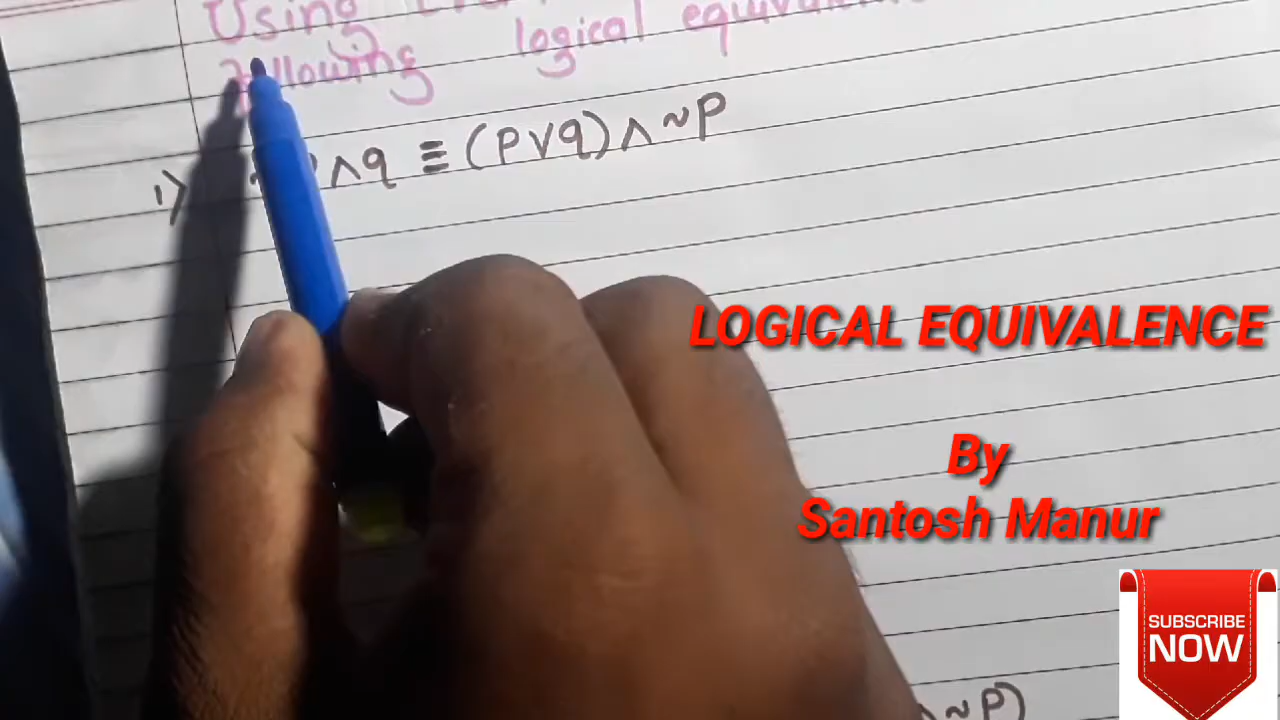 Using
following logical
1) ∧q ≡ (p∨q)∧~p
LOGICAL EQUIVALENCE
By
Santosh Manur
SUBSCRIBE
NOW
~p)